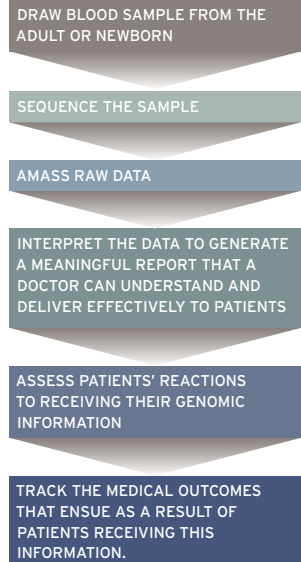 DRAW BLOOD SAMPLE FROM THE
ADULT OR NEWBORN
SEQUENCE THE SAMPLE
AMASS RAW DATA
INTERPRET THE DATA TO GENERATE
A MEANINGFUL REPORT THAT A
DOCTOR CAN UNDERSTAND AND
DELIVER EFFECTIVELY TO PATIENTS
ASSESS PATIENTS’ REACTIONS
TO RECEIVING THEIR GENOMIC
INFORMATION
TRACK THE MEDICAL OUTCOMES
THAT ENSUE AS A RESULT OF
PATIENTS RECEIVING THIS
INFORMATION.